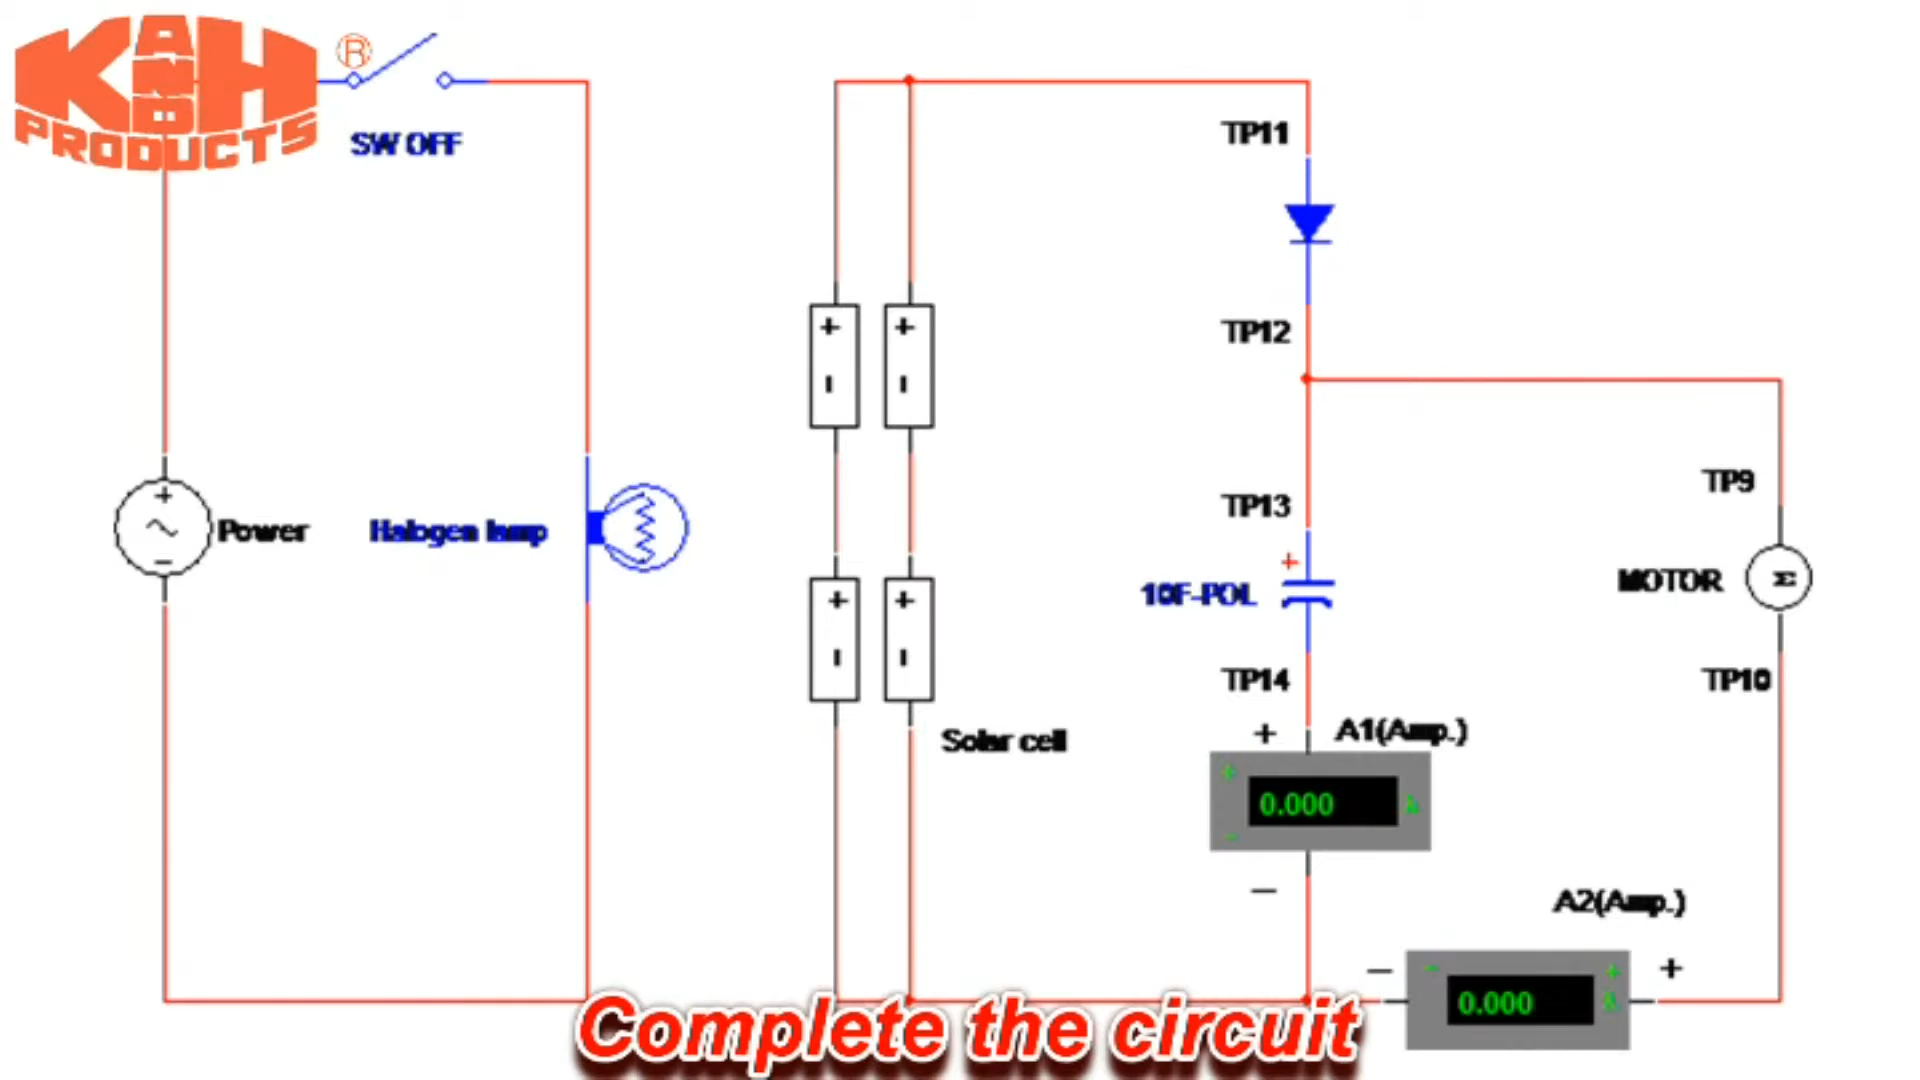 K AND H
PRODUCTS
®
SW OFF
TP11
TP12
TP13
10F-POL
TP14
Power
Halogen lamp
Solar cell
TP9
MOTOR
M
TP10
A1(Amp.)
0.000
A
A2(Amp.)
0.000
A
Complete the circuit